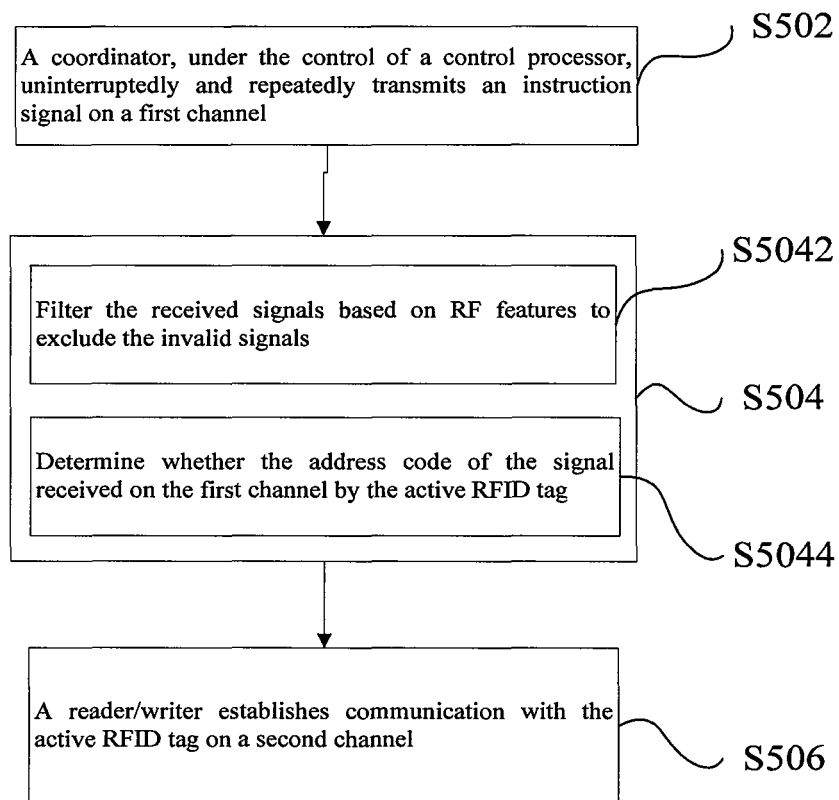 S502
A coordinator, under the control of a control processor,
uninterruptedly and repeatedly transmits an instruction
signal on a first channel
S5042
Filter the received signals based on RF features to
exclude the invalid signals
S504
Determine whether the address code of the signal
received on the first channel by the active RFID tag
S5044
A reader/writer establishes communication with the
active RFID tag on a second channel
S506